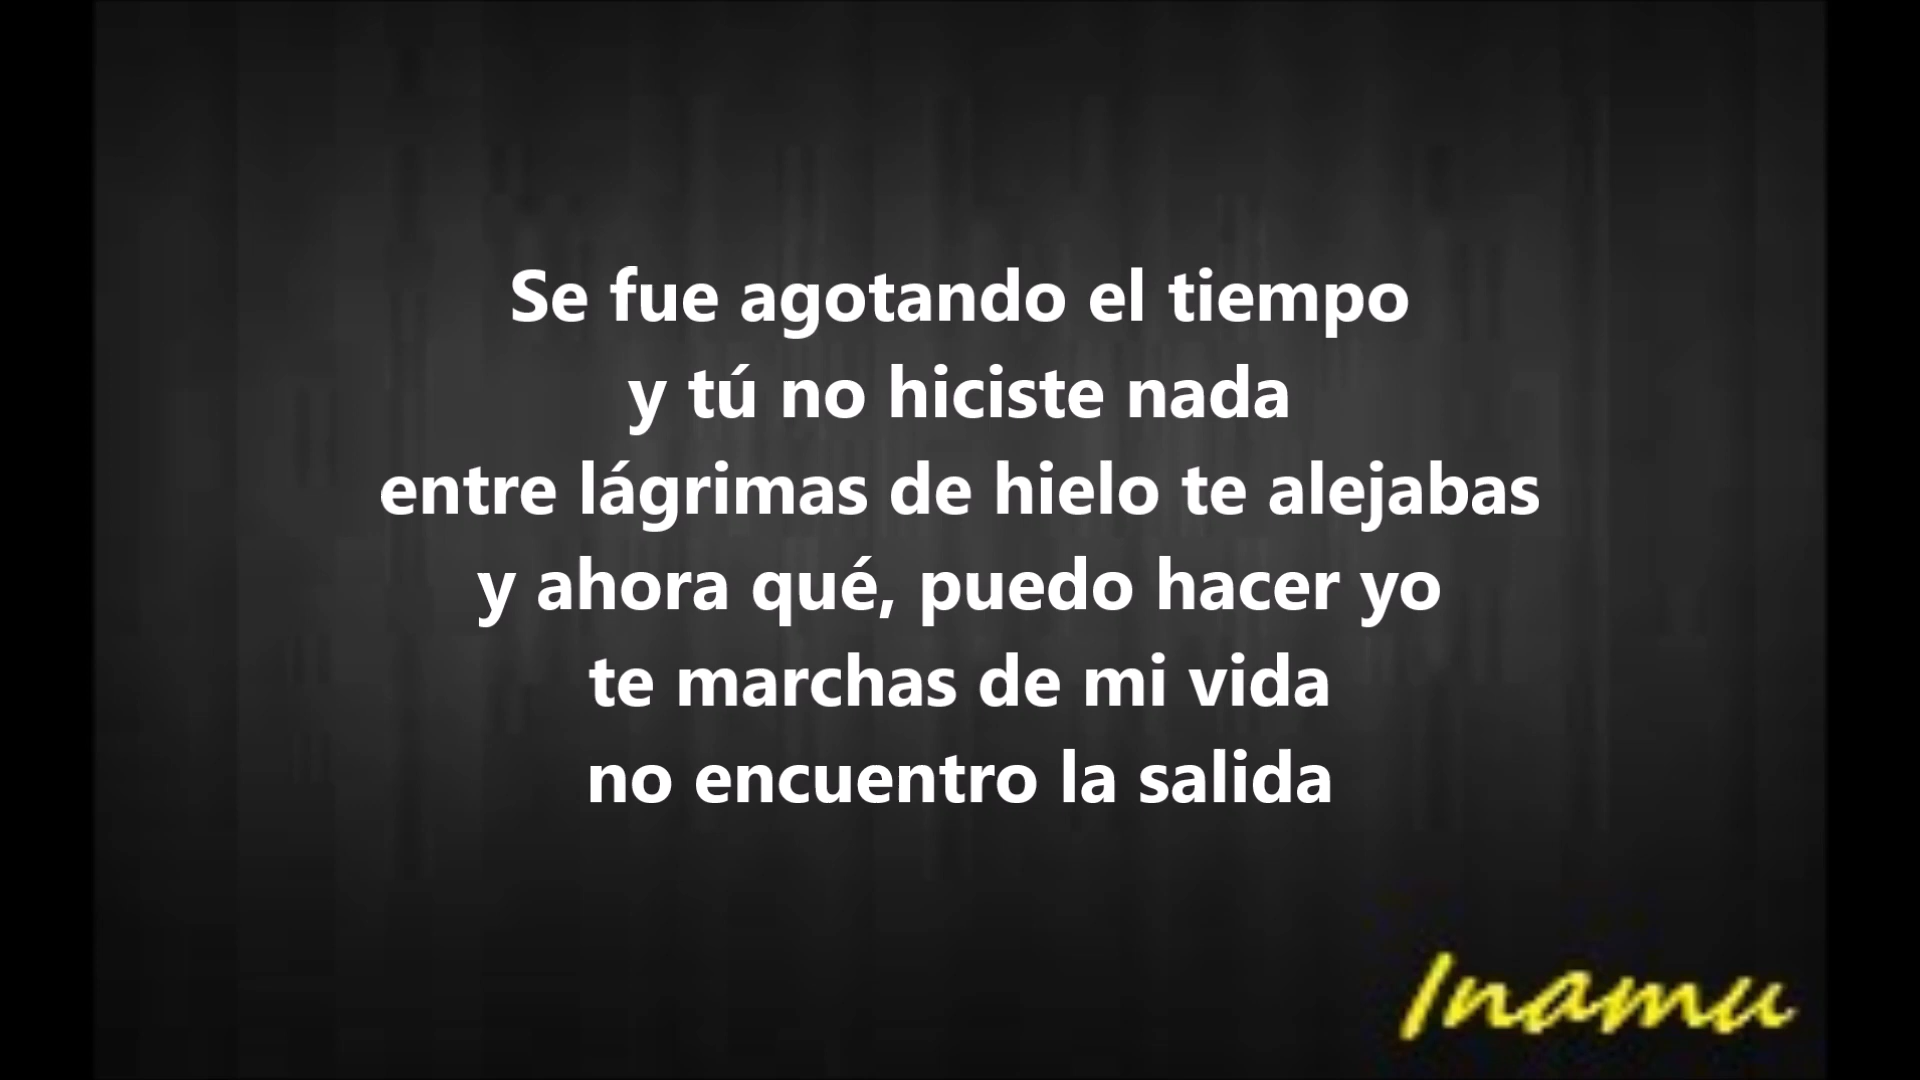 Se fue agotando el tiempo
y tú no hiciste nada
entre lágrimas de hielo te alejabas
y ahora qué, puedo hacer yo
te marchas de mi vida
no encuentro la salida
Inamu